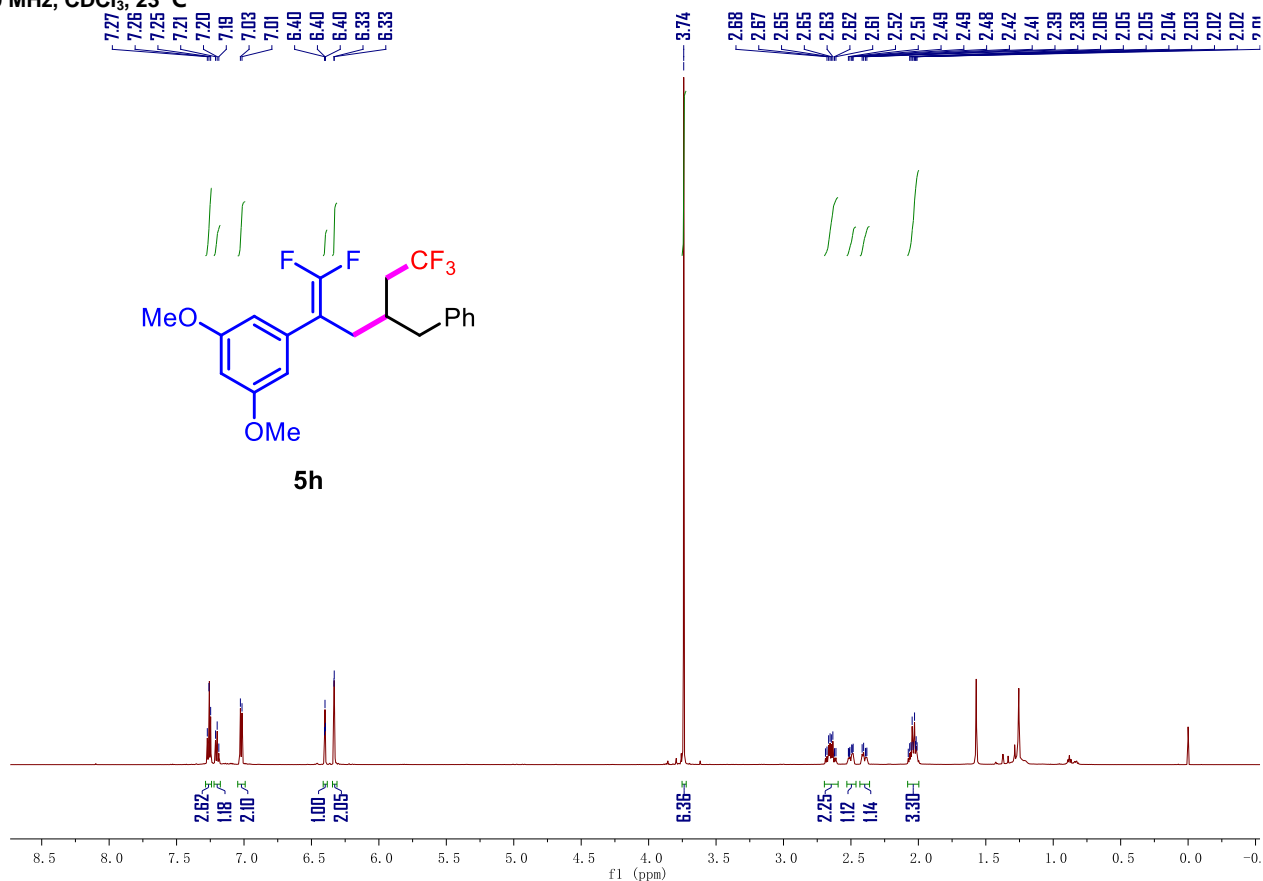 MHz, CDCl₃, 23 °C
7.27 7.26 7.25 7.21 7.20 7.19 7.03 7.01 6.40 6.40 6.40 6.33 6.33 3.74 2.68 2.67 2.65 2.65 2.63 2.62 2.61 2.52 2.51 2.49 2.49 2.48 2.42 2.41 2.39 2.38 2.06 2.05 2.05 2.04 2.03 2.02 2.02
F F CF₃
MeO Ph
OMe
5h
2.62 1.18 2.10 1.00 2.05 6.36 2.25 1.12 1.14 3.30
8.5 8.0 7.5 7.0 6.5 6.0 5.5 5.0 4.5 4.0 3.5 3.0 2.5 2.0 1.5 1.0 0.5 0.0 -0.
f1 (ppm)